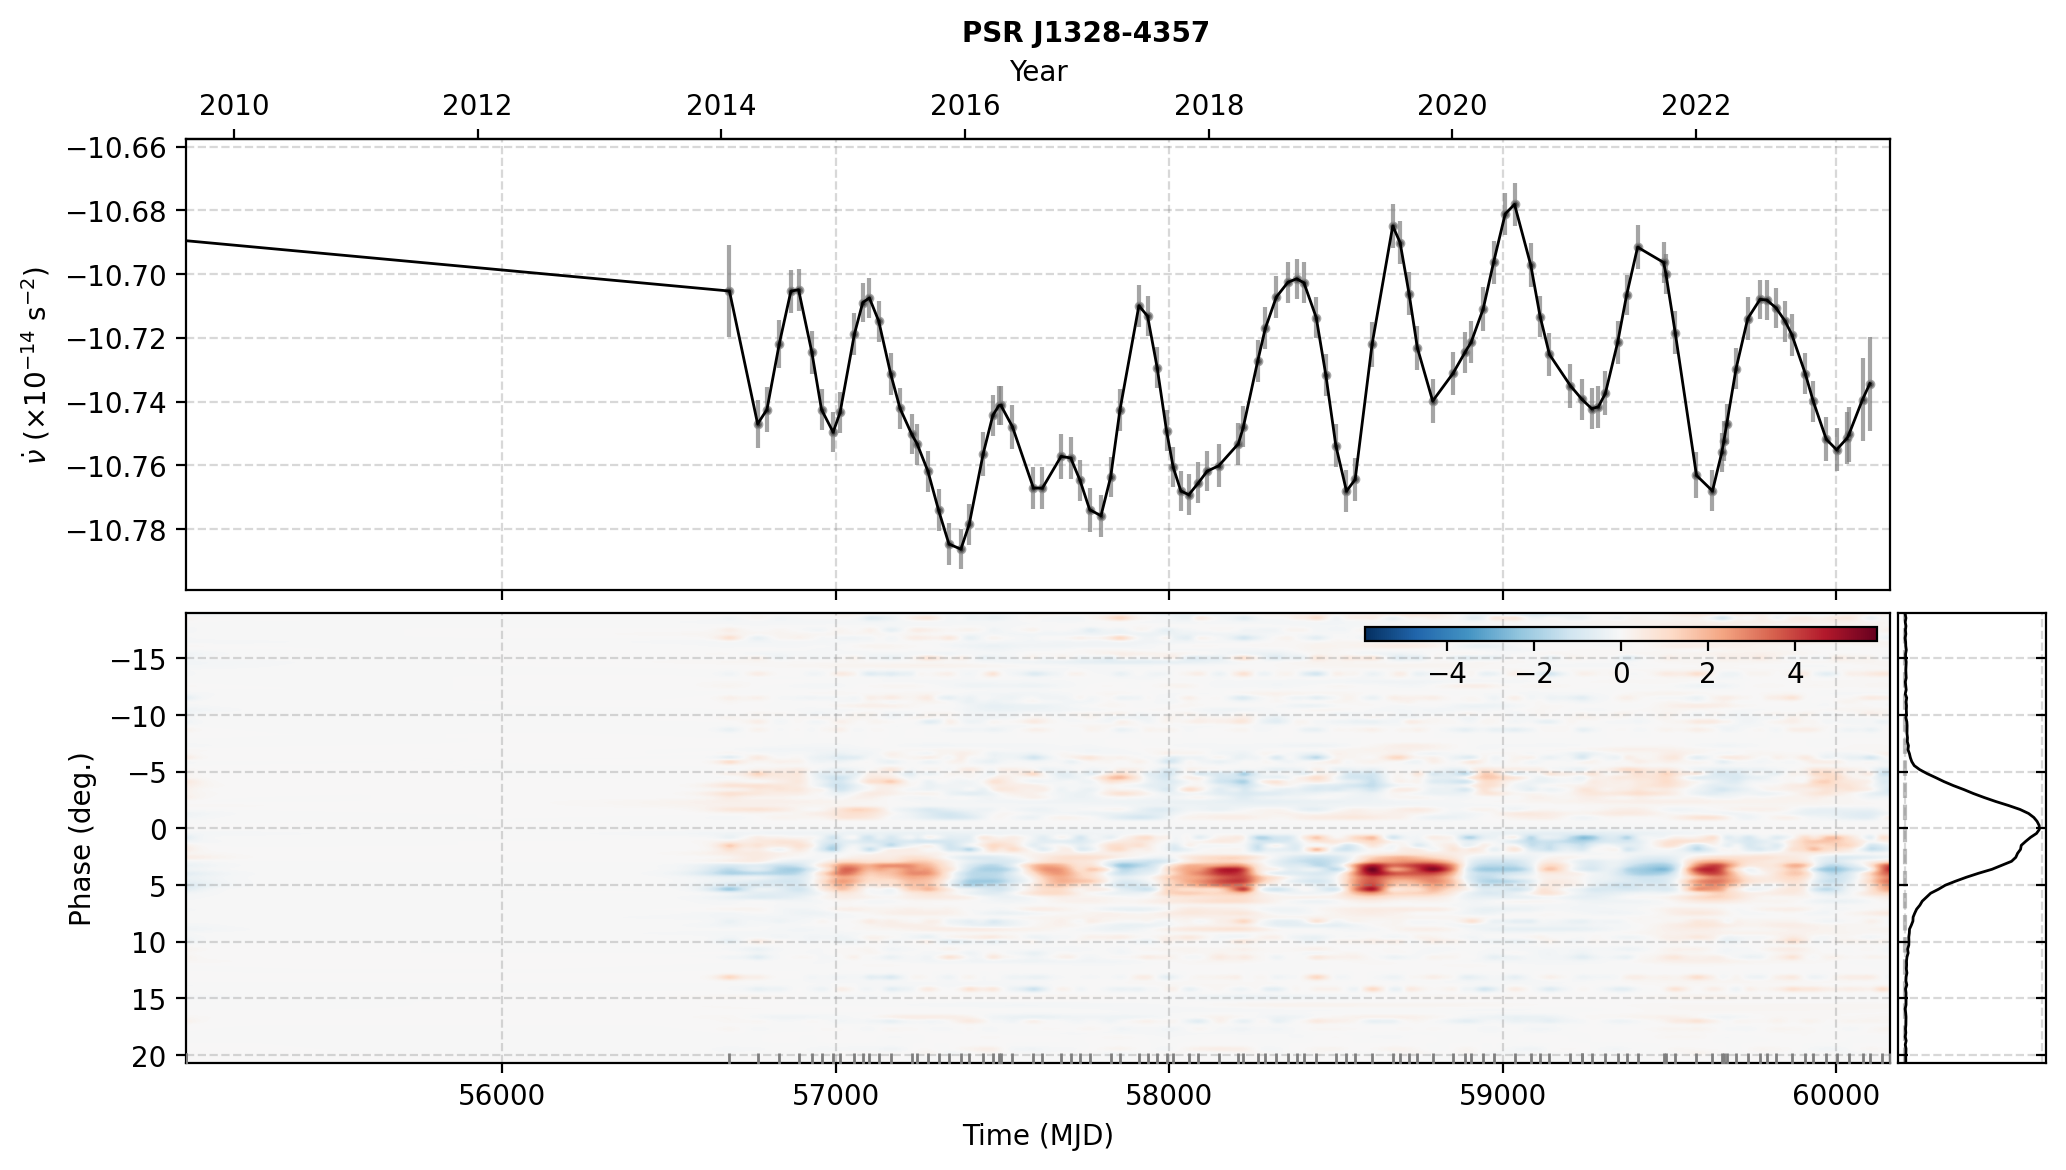 PSR J1328-4357
Year
2010 2012 2014 2016 2018 2020 2022
−10.66
−10.68
−10.70
−10.72
−10.74
−10.76
−10.78
ν̇ (×10⁻¹⁴ s⁻²)
−4 −2 0 2 4
−15
−10
−5
0
5
10
15
20
Phase (deg.)
56000 57000 58000 59000 60000
Time (MJD)